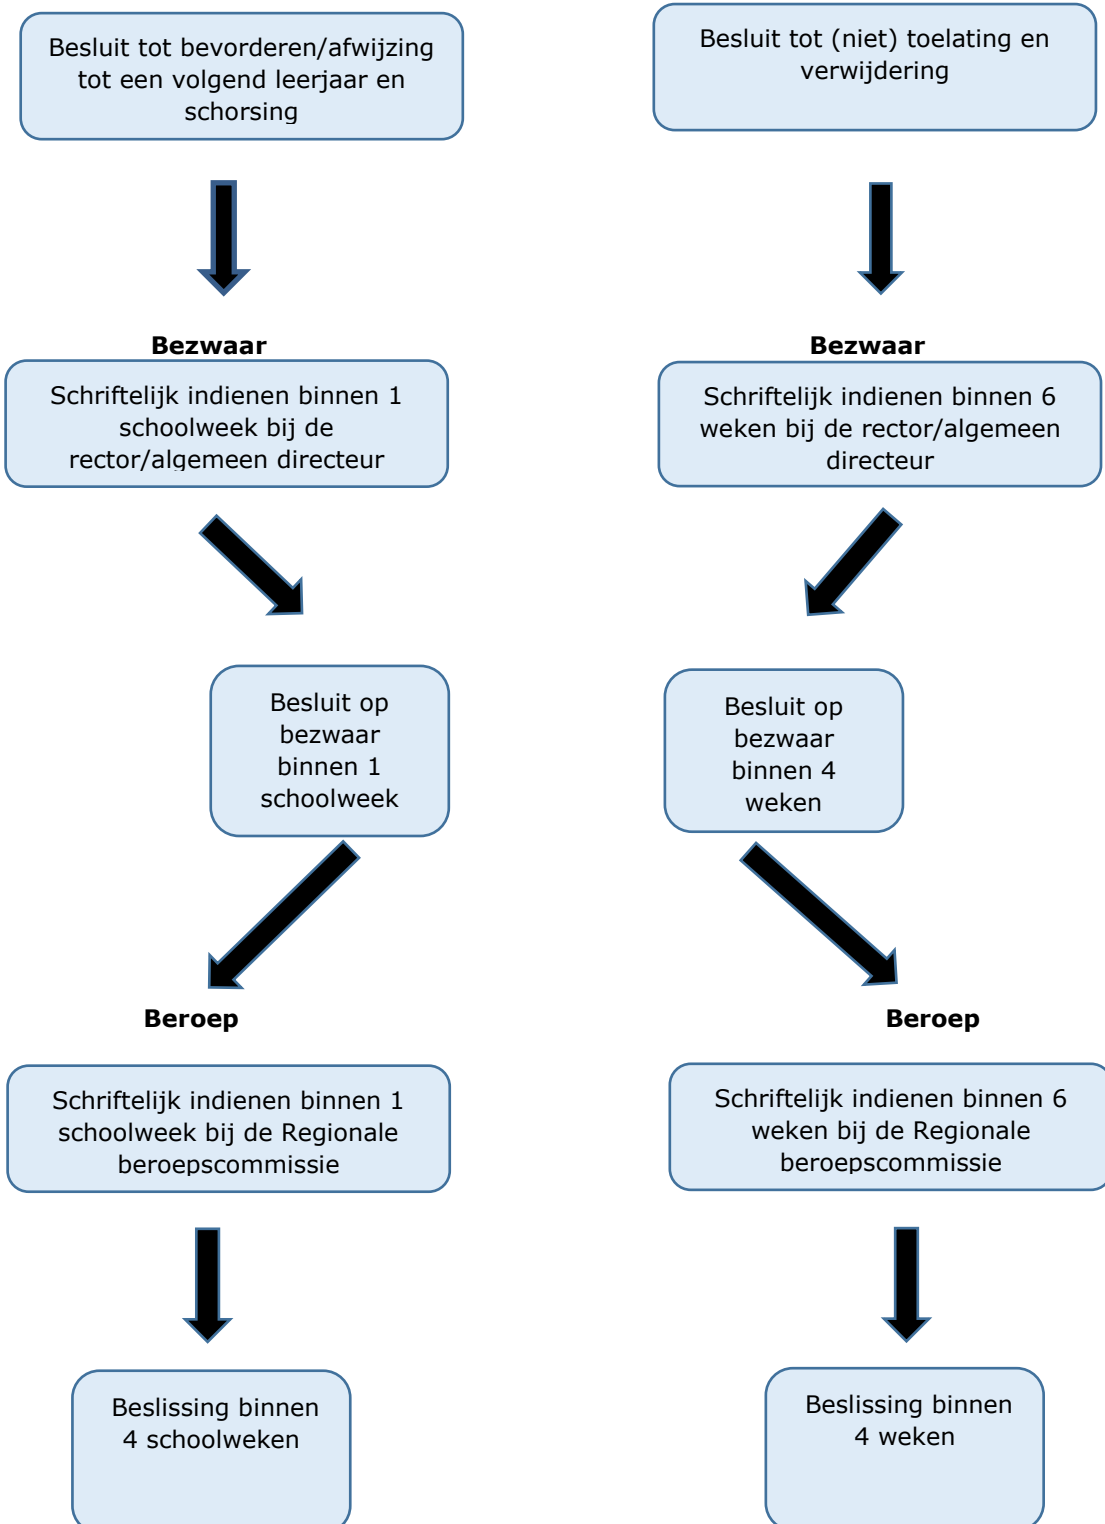 Besluit tot bevorderen/afwijzing
tot een volgend leerjaar en
schorsing
Bezwaar
Schriftelijk indienen binnen 1
schoolweek bij de
rector/algemeen directeur
Besluit op
bezwaar
binnen 1
schoolweek
Beroep
Schriftelijk indienen binnen 1
schoolweek bij de Regionale
beroepscommissie
Beslissing binnen
4 schoolweken
Besluit tot (niet) toelating en
verwijdering
Bezwaar
Schriftelijk indienen binnen 6
weken bij de rector/algemeen
directeur
Besluit op
bezwaar
binnen 4
weken
Beroep
Schriftelijk indienen binnen 6
weken bij de Regionale
beroepscommissie
Beslissing binnen
4 weken